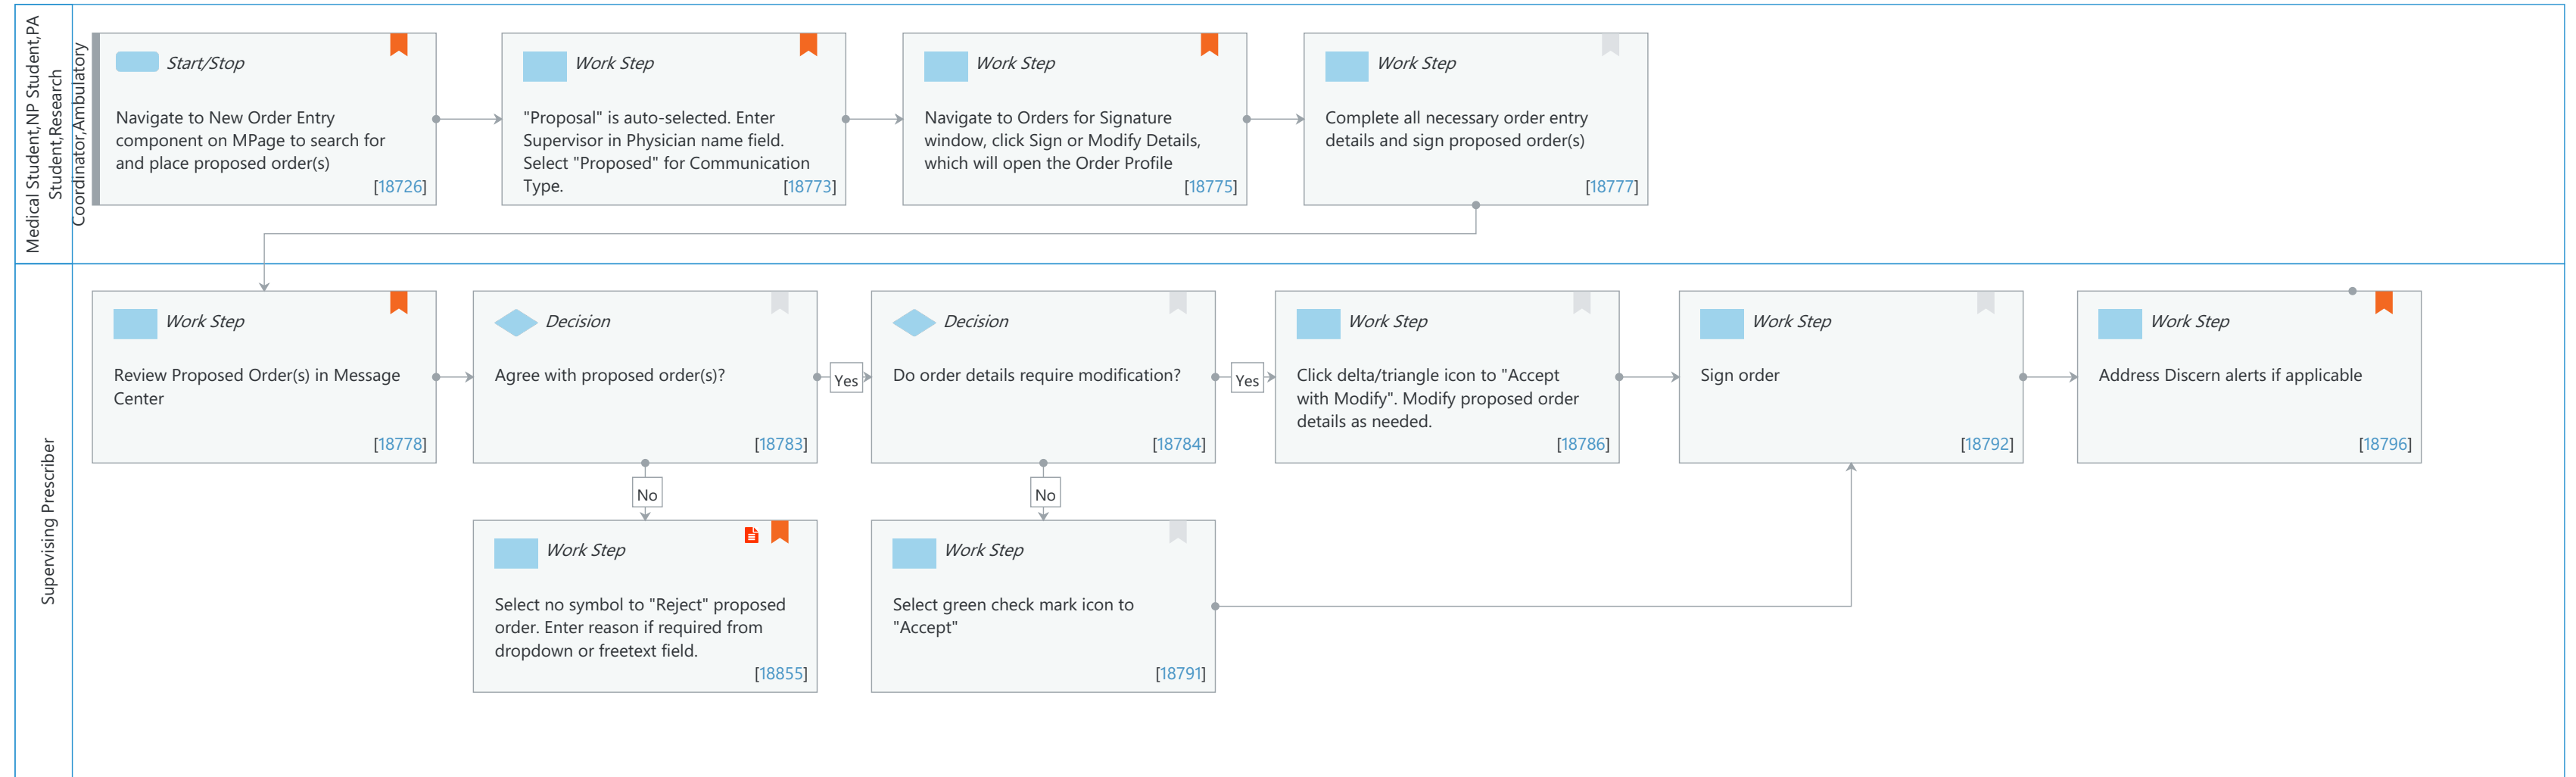 Medical Student,NP Student,PA
Student,Research
Coordinator,Ambulatory
Start/Stop
Navigate to New Order Entry
component on MPage to search for
and place proposed order(s)
[18726]
Work Step
"Proposal" is auto-selected. Enter
Supervisor in Physician name field.
Select "Proposed" for Communication
Type.
[18773]
Work Step
Navigate to Orders for Signature
window, click Sign or Modify Details,
which will open the Order Profile
[18775]
Work Step
Complete all necessary order entry
details and sign proposed order(s)
[18777]
Supenvisising Prescriber
Work Step
Review Proposed Order(s) in Message
Center
[18778]
Decision
Agree with proposed order(s)?
[18783]
Yes
Decision
Do order details require modification?
[18784]
Yes
Work Step
Click delta/triangle icon to "Accept
with Modify". Modify proposed order
details as needed.
[18786]
Work Step
Sign order
[18792]
Work Step
Address Discern alerts if applicable
[18796]
No
No
Work Step
Select no symbol to "Reject" proposed
order. Enter reason if required from
dropdown or freetext field.
[18855]
Work Step
Select green check mark icon to
"Accept"
[18791]